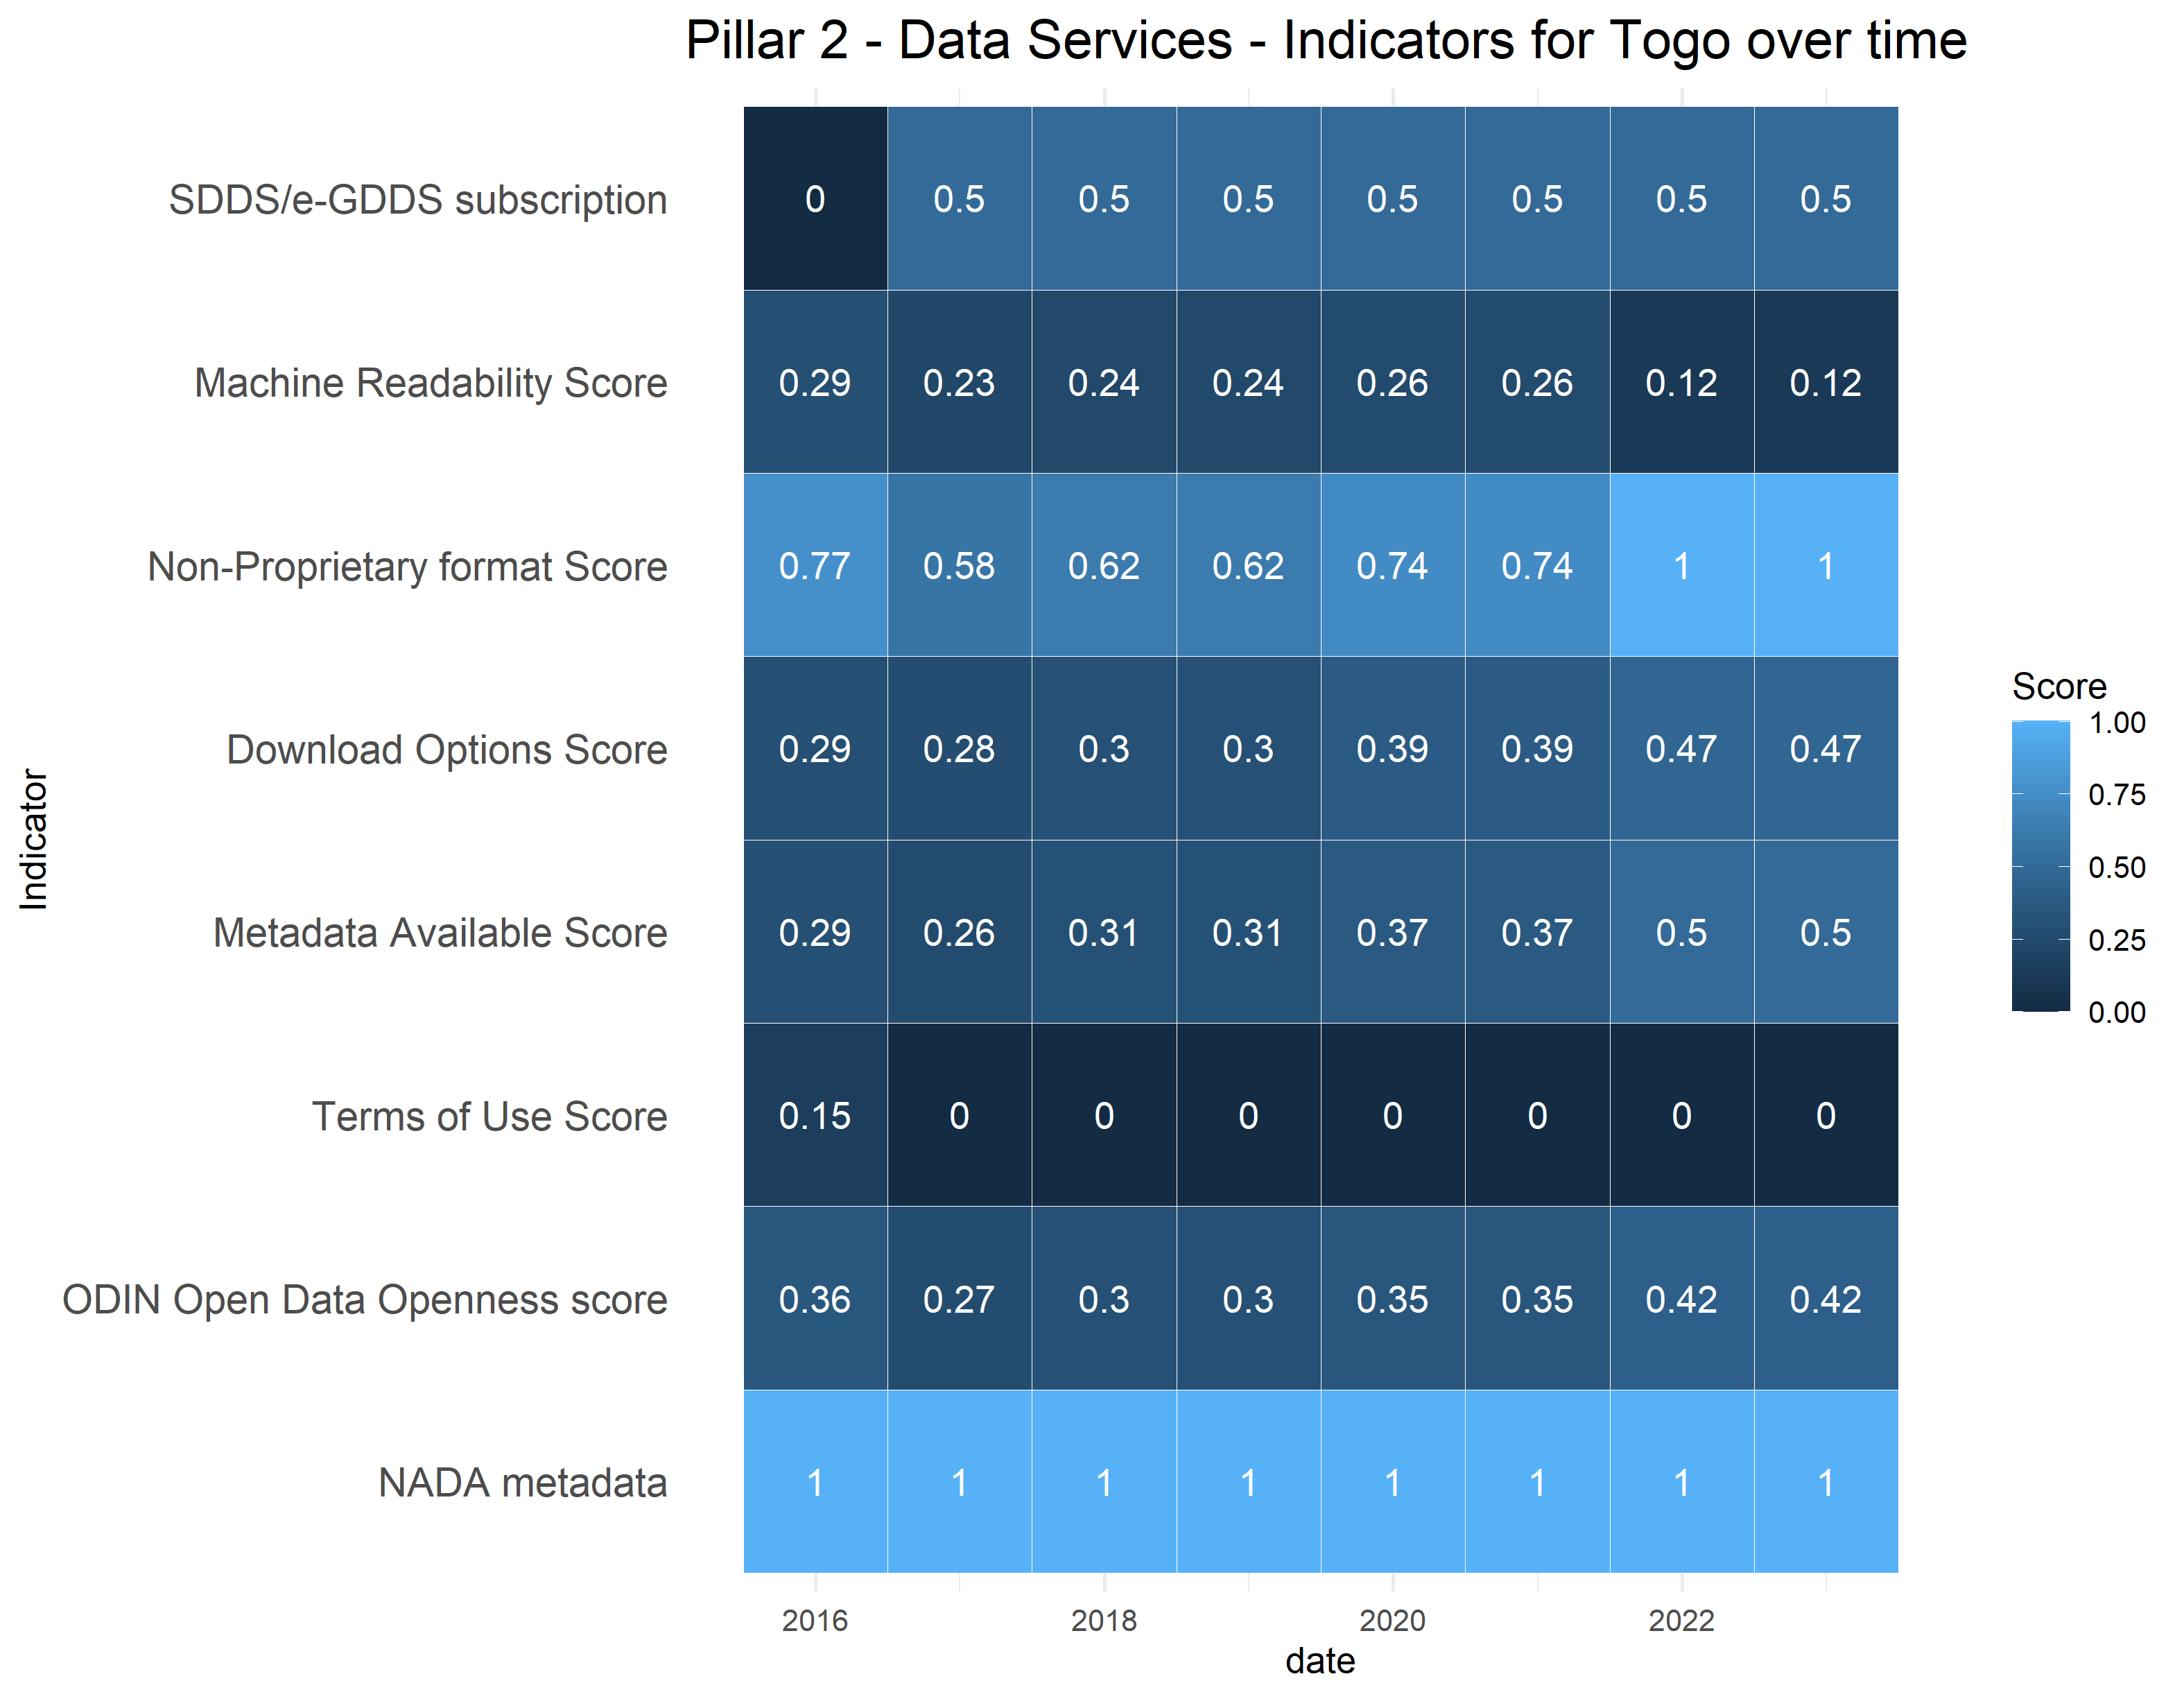 Pillar 2 - Data Services - Indicators for Togo over time
SDDS/e-GDDS subscription 0 0.5 0.5 0.5 0.5 0.5 0.5 0.5
Machine Readability Score 0.29 0.23 0.24 0.24 0.26 0.26 0.12 0.12
Non-Proprietary format Score 0.77 0.58 0.62 0.62 0.74 0.74 1 1
Download Options Score 0.29 0.28 0.3 0.3 0.39 0.39 0.47 0.47
Metadata Available Score 0.29 0.26 0.31 0.31 0.37 0.37 0.5 0.5
Terms of Use Score 0.15 0 0 0 0 0 0 0
ODIN Open Data Openness score 0.36 0.27 0.3 0.3 0.35 0.35 0.42 0.42
NADA metadata 1 1 1 1 1 1 1 1
2016 2018 2020 2022
date
Indicator
Score
1.00
0.75
0.50
0.25
0.00